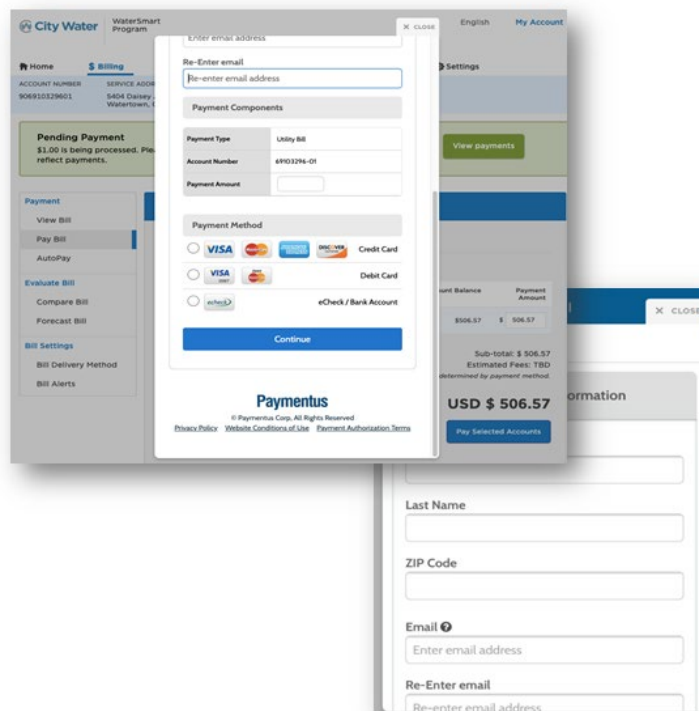 City Water
WaterSmart
Program
CLOSE
English
My Account
Home
$ Billing
Settings
ACCOUNT NUMBER
906910329601
5404 Daisey
Watertown,
Pending Payment
$1.00 is being processed.
reflect payments.
View payments
Payment
View Bill
Pay Bill
AutoPay
Evaluate Bill
Compare Bill
Forecast Bill
Bill Settings
Bill Delivery Method
Bill Alerts
Enter email address
Re-Enter email
Re-enter email address
Payment Components
Payment Type Utility Bill
Account Number 69103296-01
Payment Amount
Payment Method
VISA DISCOVER Credit Card
VISA DEBIT Debit Card
echeck eCheck / Bank Account
Continue
Paymentus
© Paymentus Corp. All Rights Reserved
Privacy Policy Website Conditions of Use Payment Authorization Terms
Balance
Payment
Amount
$506.57 $ 506.57
Sub-total: $ 506.57
Estimated Fees: TBD
determined by payment method.
USD $ 506.57
Pay Selected Accounts
CLOSE
Last Name
ZIP Code
Email
Enter email address
Re-Enter email
Re-enter email address